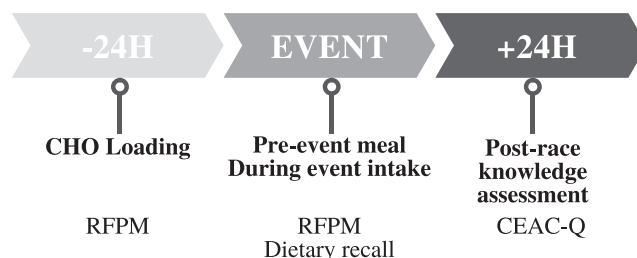 -24H
EVENT
+24H
CHO Loading
Pre-event meal
During event intake
Post-race
knowledge
assessment
RFPM
RFPM
Dietary recall
CEAC-Q